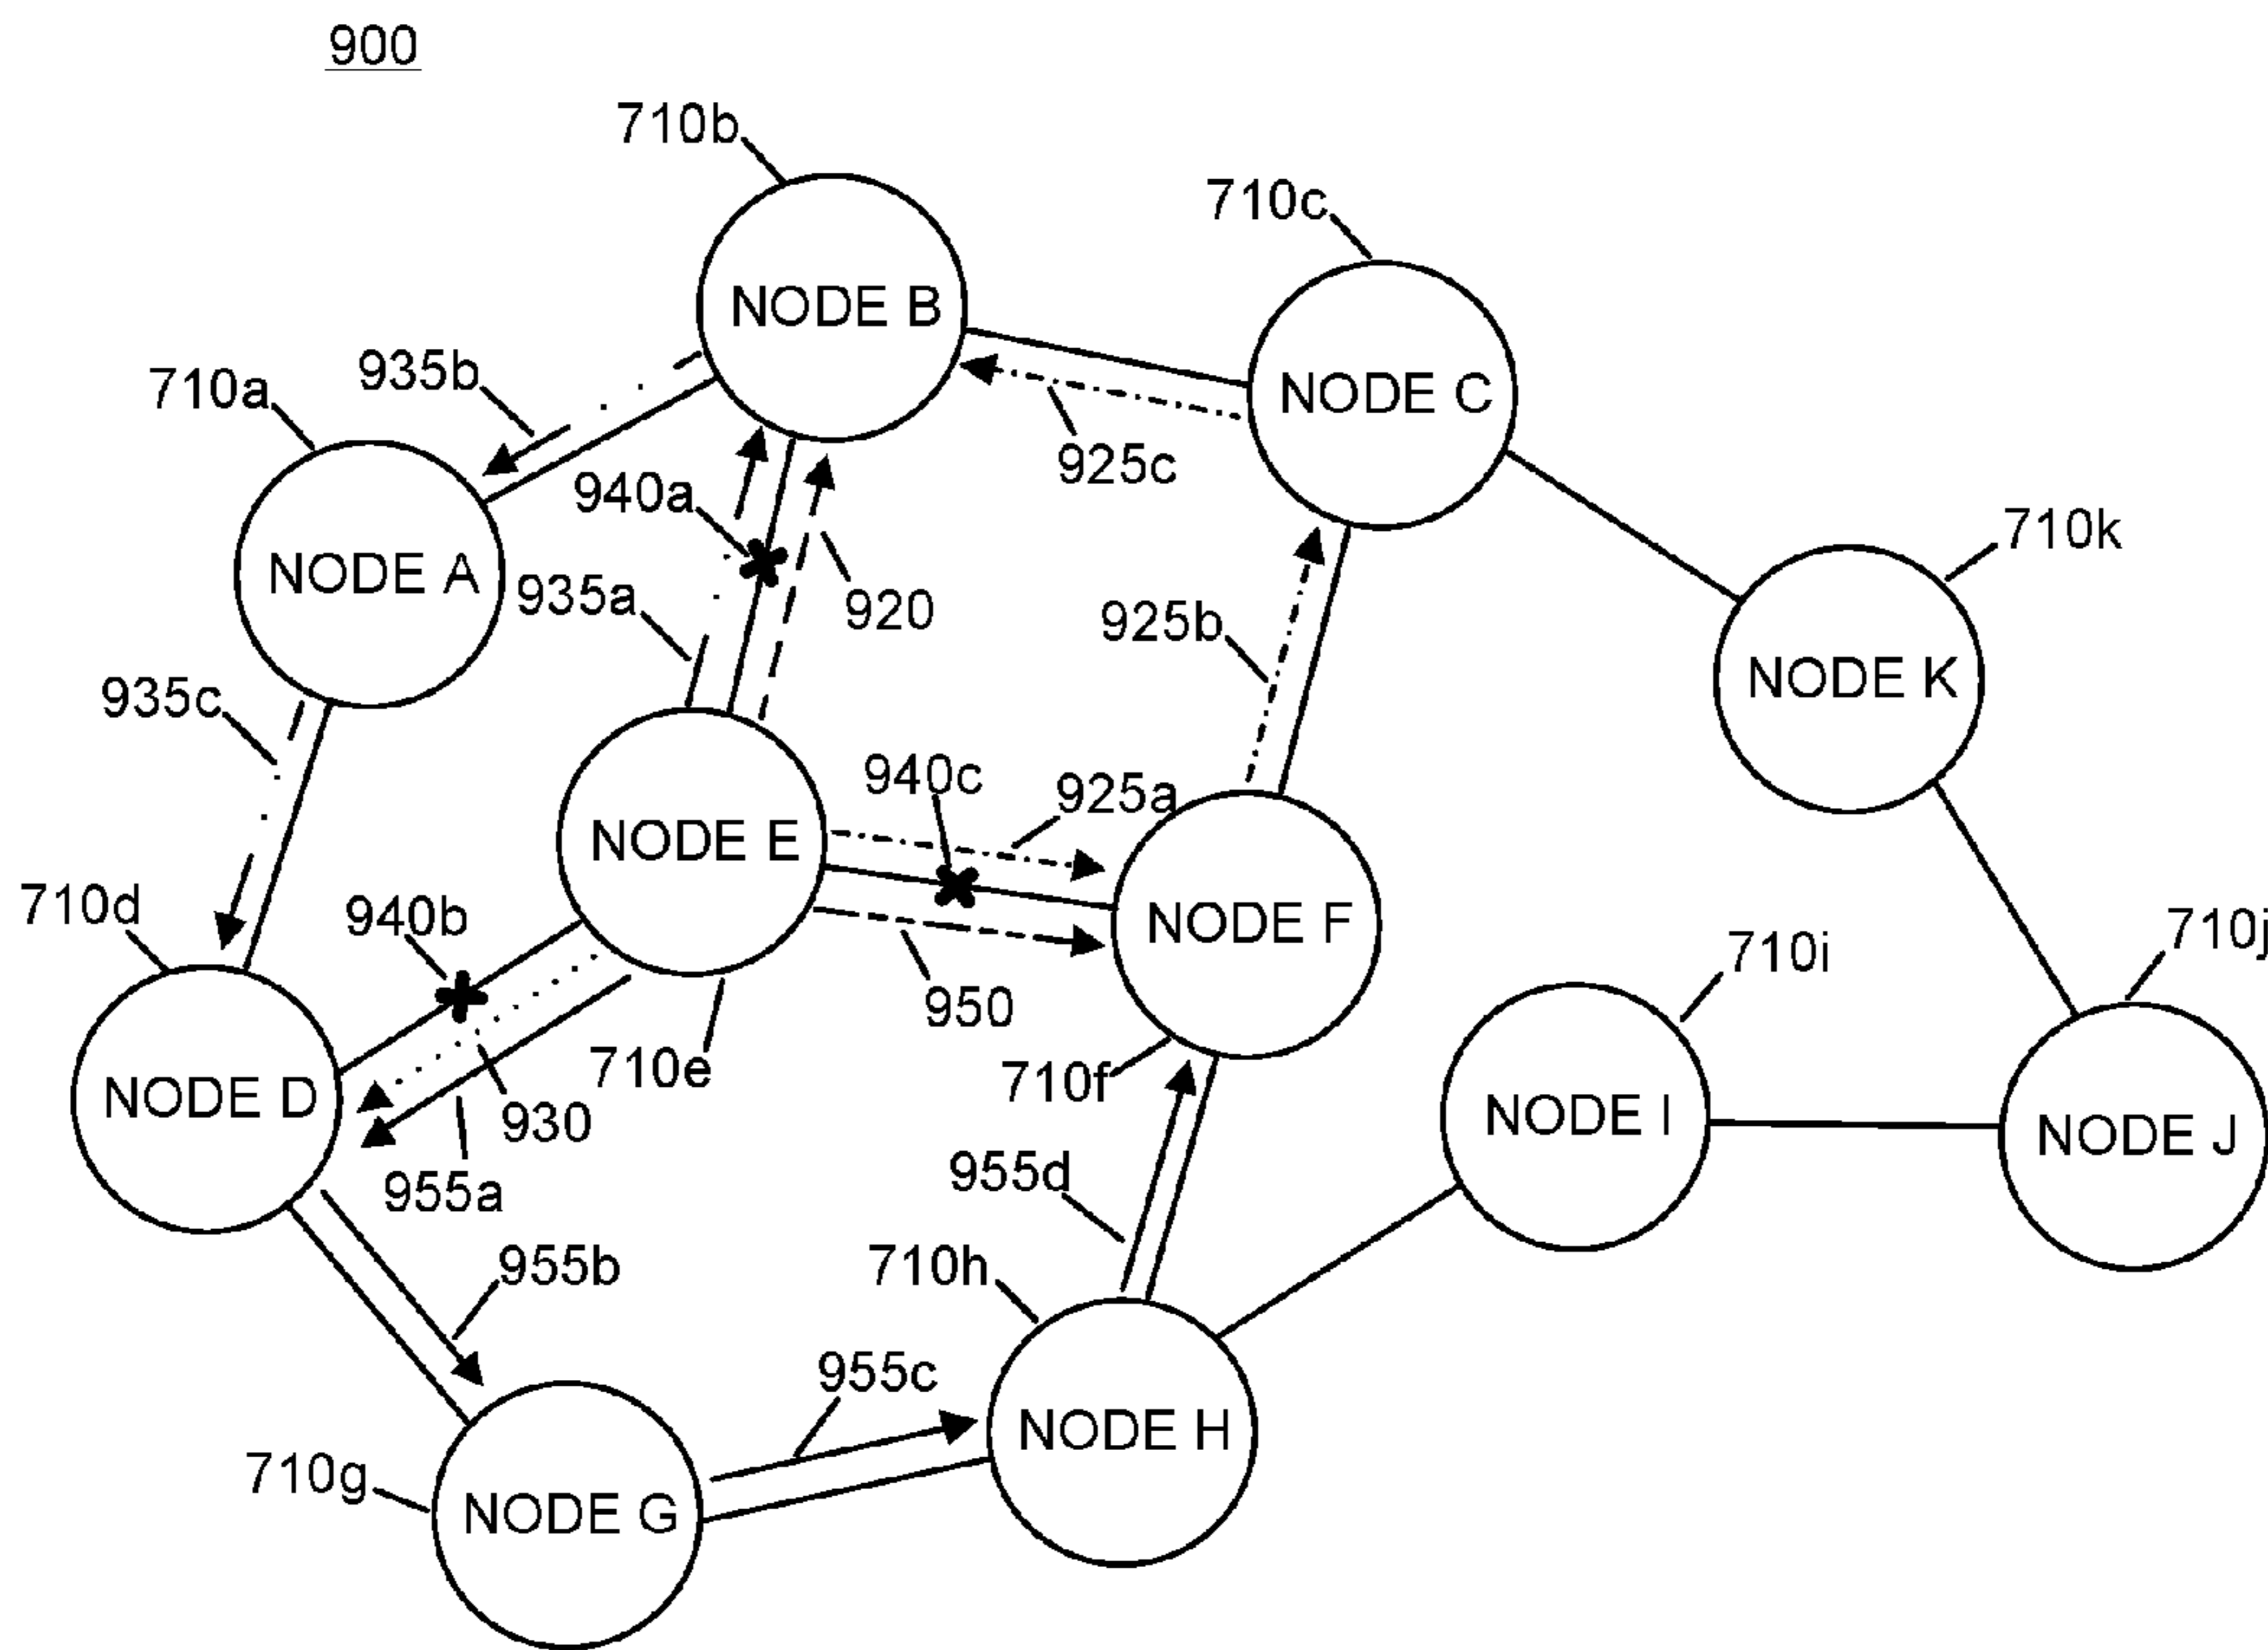 900
710b
710c
NODE B
935b
710a
NODE C
925c
940a
710k
NODE A
935a
920
925b
NODE K
935c
940c
925a
NODE E
710d
940b
NODE F
710j
710i
950
710e
710f
NODE D
930
NODE I
NODE J
955a
955d
955b
710h
955c
NODE H
710g
NODE G